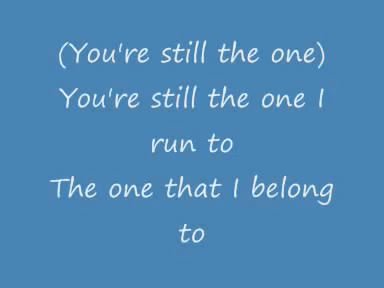 (You're still the one)
You're still the one I
run to
The one that I belong
to